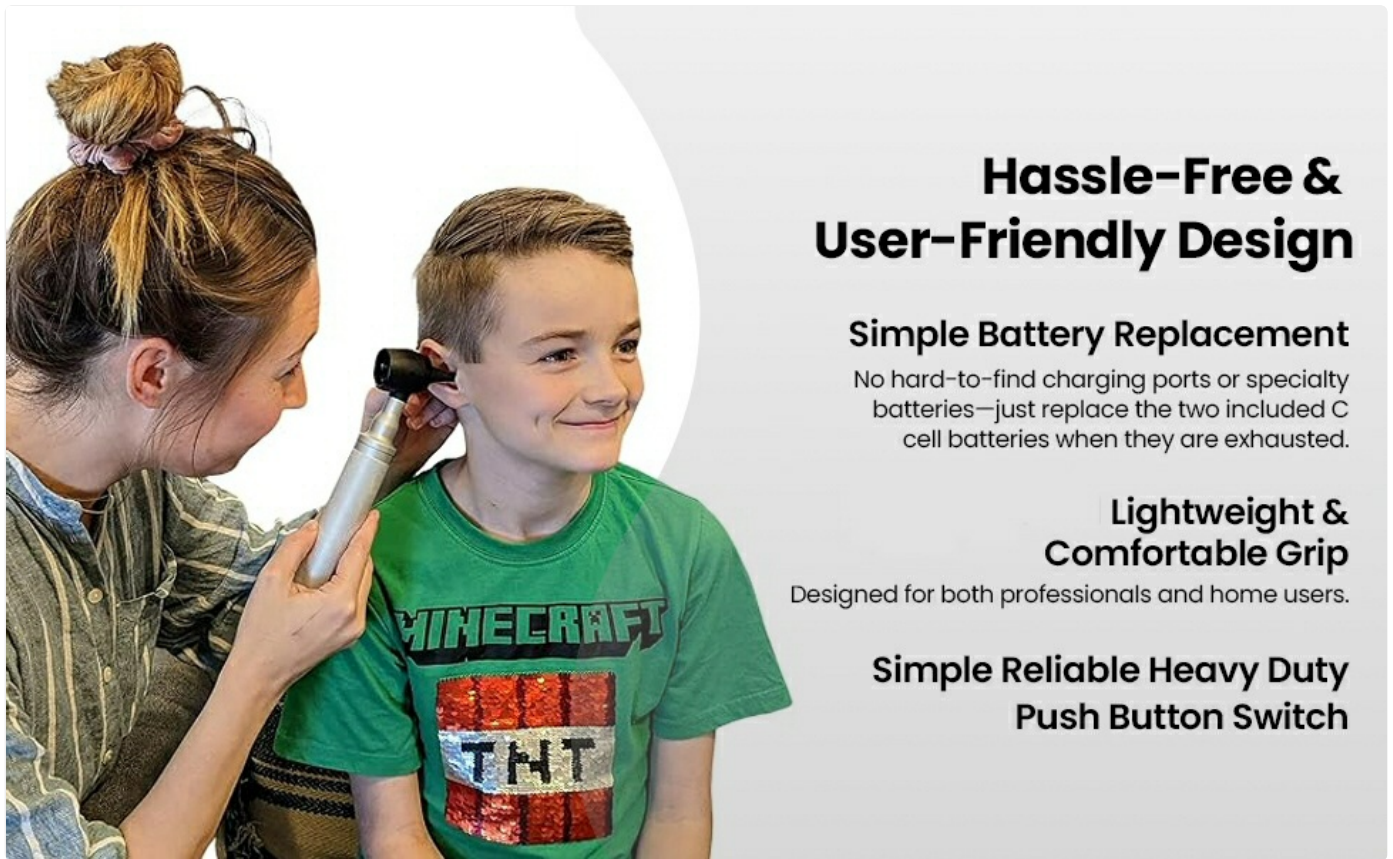 Hassle-Free &
User-Friendly Design
Simple Battery Replacement
No hard-to-find charging ports or specialty
batteries—just replace the two included C
cell batteries when they are exhausted.
Lightweight &
Comfortable Grip
Designed for both professionals and home users.
Simple Reliable Heavy Duty
Push Button Switch
MINECRAFT
TNT